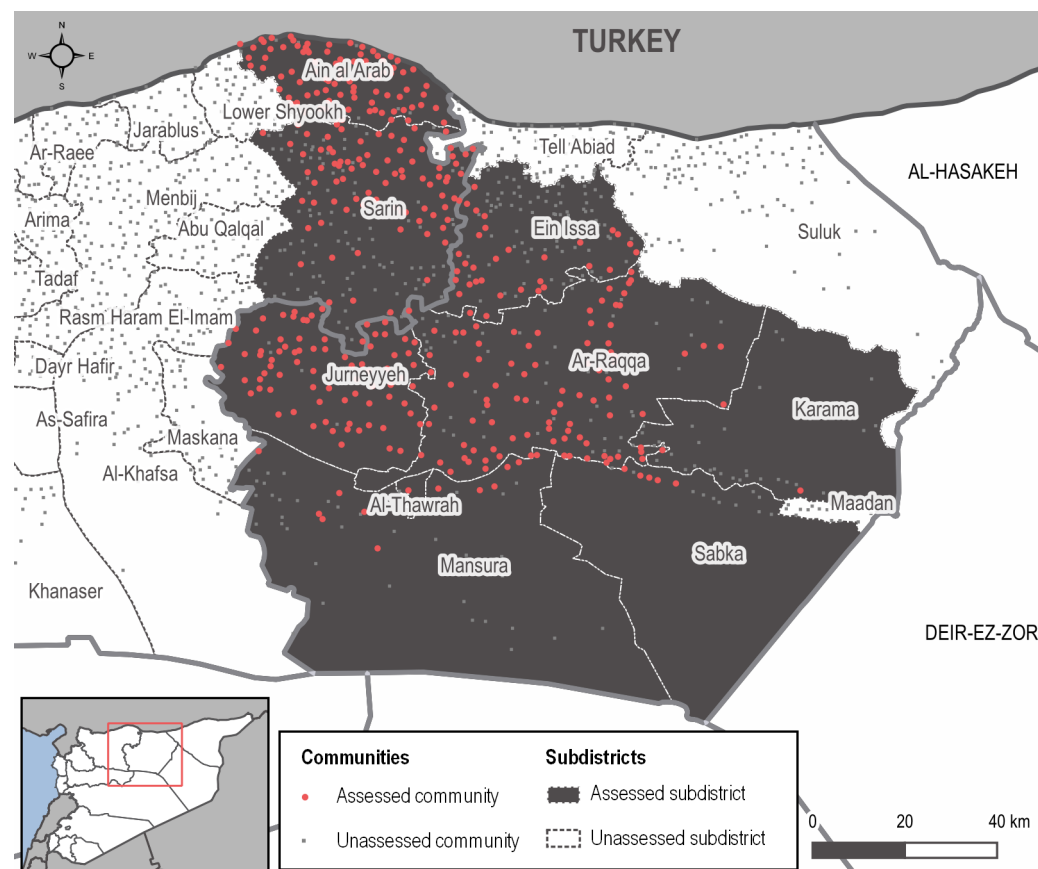 N
W E
S
TURKEY
Ain al Arab
Lower Shyookh
Jarablus
Ar-Raee
Tell Abiad
AL-HASAKEH
Menbij
Sarin
Arima
Abu Qalqal
Ein Issa
Suluk
Tadaf
Rasm Haram El-Imam
Dayr Hafir
Jurneyyeh
Ar-Raqqa
As-Safira
Karama
Maskana
Al-Khafsa
Al-Thawrah
Maadan
Mansura
Sabka
Khanaser
DEIR-EZ-ZOR
Communities
Assessed community
Unassessed community
Subdistricts
Assessed subdistrict
Unassessed subdistrict
0 20 40 km